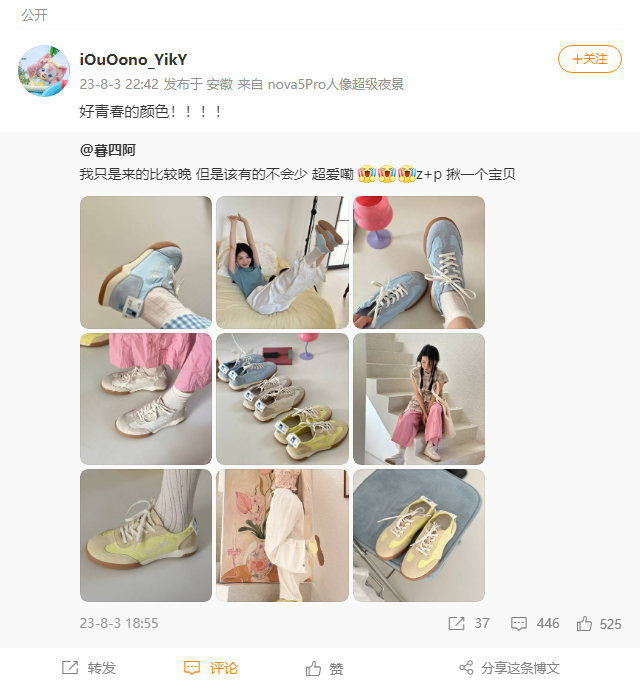 公开
iOuOono_YikY
+关注
23-8-3 22:42 发布于 安徽 来自 nova5Pro人像超级夜景
好青春的颜色！！！！
@暮四阿
我只是来的比较晚 但是该有的不会少 超爱嘞 z+p 揪一个宝贝
23-8-3 18:55
37
446
525
转发
评论
赞
分享这条博文